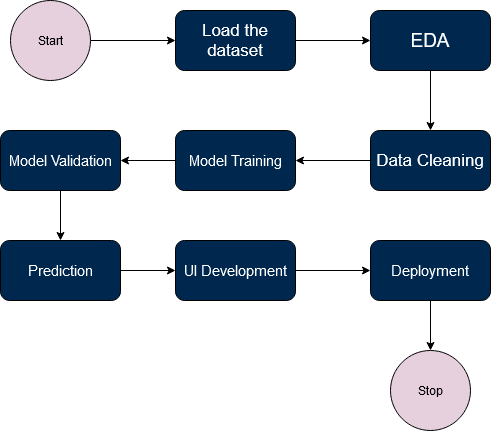 Start
Load the
dataset
EDA
Data Cleaning
Model Training
Model Validation
Prediction
UI Development
Deployment
Stop